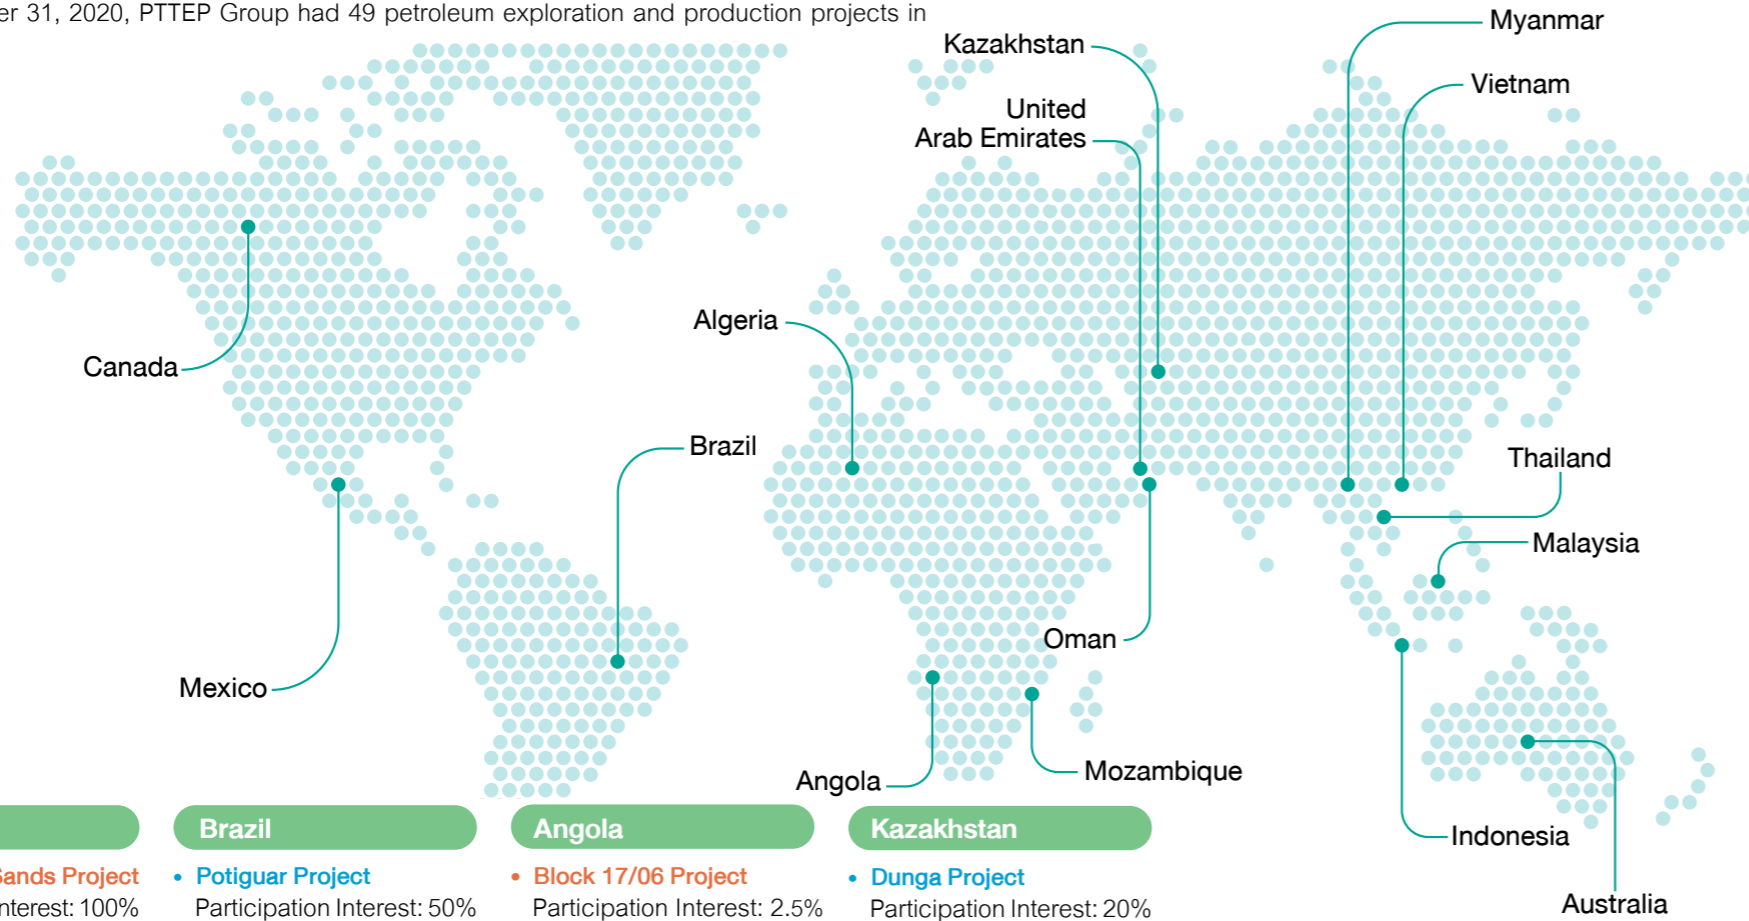 31, 2020, PTTEP Group had 49 petroleum exploration and production projects in
Myanmar
Kazakhstan
Vietnam
United
Arab Emirates
Algeria
Canada
Brazil
Thailand
Malaysia
Oman
Mexico
Mozambique
Angola
Indonesia
Australia
Brazil
Angola
Kazakhstan
Sands Project
• Potiguar Project
• Block 17/06 Project
• Dunga Project
Interest: 100%
Participation Interest: 50%
Participation Interest: 2.5%
Participation Interest: 20%